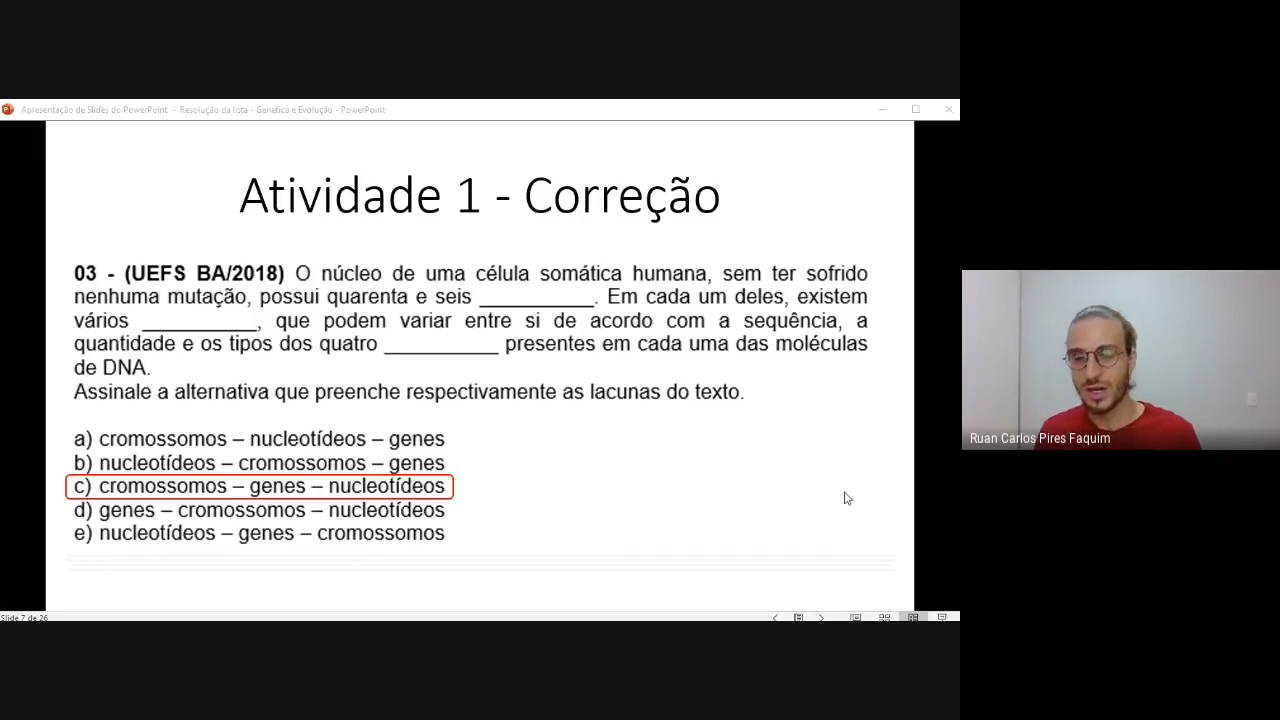 Apresentação de Slides do PowerPoint - Resolução da lista - Genetica e Evolução - PowerPoint
Atividade 1 - Correção
03 - (UEFS BA/2018) O núcleo de uma célula somática humana, sem ter sofrido
nenhuma mutação, possui quarenta e seis __________. Em cada um deles, existem
vários __________, que podem variar entre si de acordo com a sequência, a
quantidade e os tipos dos quatro __________ presentes em cada uma das moléculas
de DNA.
Assinale a alternativa que preenche respectivamente as lacunas do texto.
a) cromossomos – nucleotídeos – genes
b) nucleotídeos – cromossomos – genes
c) cromossomos – genes – nucleotídeos
d) genes – cromossomos – nucleotídeos
e) nucleotídeos – genes – cromossomos
Slide 7 de 26
Ruan Carlos Pires Faquim